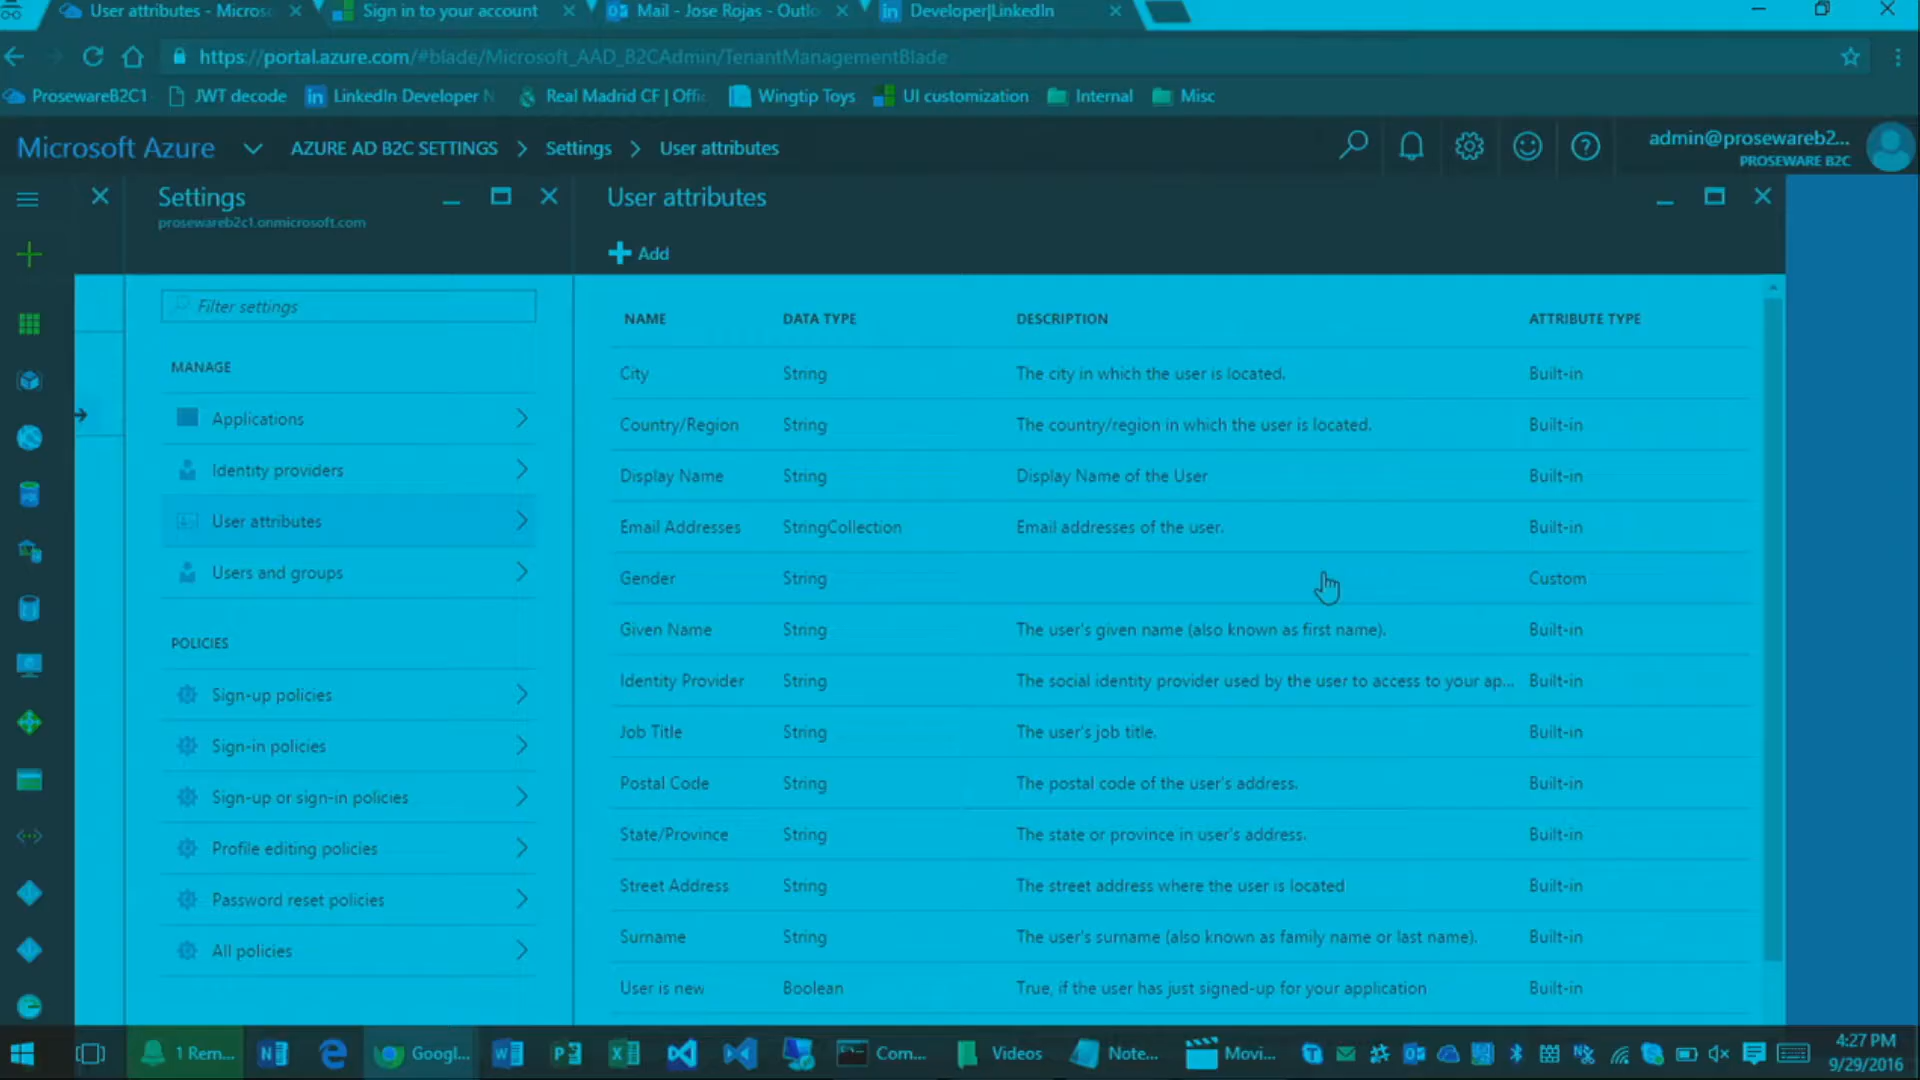 User attributes - Micros
Sign in to your account
Mail - Jose Rojas - Outlo
Developer|LinkedIn
https://portal.azure.com/#blade/Microsoft_AAD_B2CAdmin/TenantManagementBlade
ProsewareB2C1
JWT decode
LinkedIn Developer N
Real Madrid CF | Offic
Wingtip Toys
UI customization
Internal
Misc
Microsoft Azure
AZURE AD B2C SETTINGS > Settings > User attributes
admin@prosewareb2...
PROSEWARE B2C
Settings
prosewareb2c1.onmicrosoft.com
User attributes
Add
Filter settings
MANAGE
Applications
Identity providers
User attributes
Users and groups
POLICIES
Sign-up policies
Sign-in policies
Sign-up or sign-in policies
Profile editing policies
Password reset policies
All policies
NAME DATA TYPE DESCRIPTION ATTRIBUTE TYPE
City String The city in which the user is located. Built-in
Country/Region String The country/region in which the user is located. Built-in
Display Name String Display Name of the User Built-in
Email Addresses StringCollection Email addresses of the user. Built-in
Gender String Custom
Given Name String The user's given name (also known as first name). Built-in
Identity Provider String The social identity provider used by the user to access to your ap... Built-in
Job Title String The user's job title. Built-in
Postal Code String The postal code of the user's address. Built-in
State/Province String The state or province in user's address. Built-in
Street Address String The street address where the user is located Built-in
Surname String The user's surname (also known as family name or last name). Built-in
User is new Boolean True, if the user has just signed-up for your application Built-in
1 Rem...
Googl...
Com...
Videos
Note...
Movi...
4:27 PM
9/29/2016